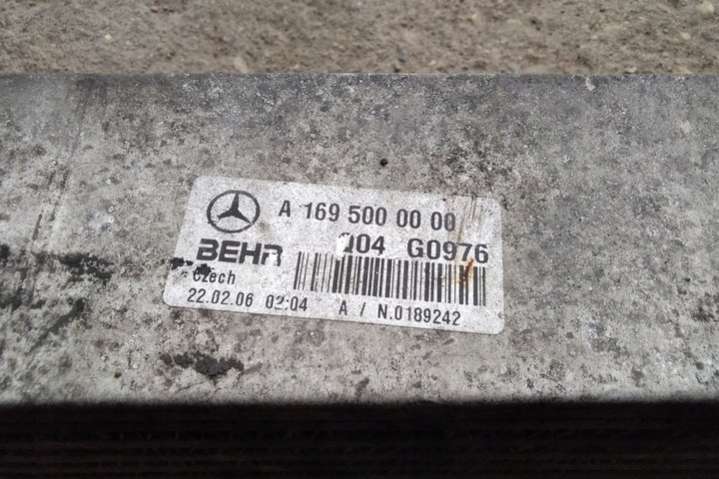 A 169 500 00 00
BEHR 004 G0976
Czech
22.02.06 02:04 A / N.0189242